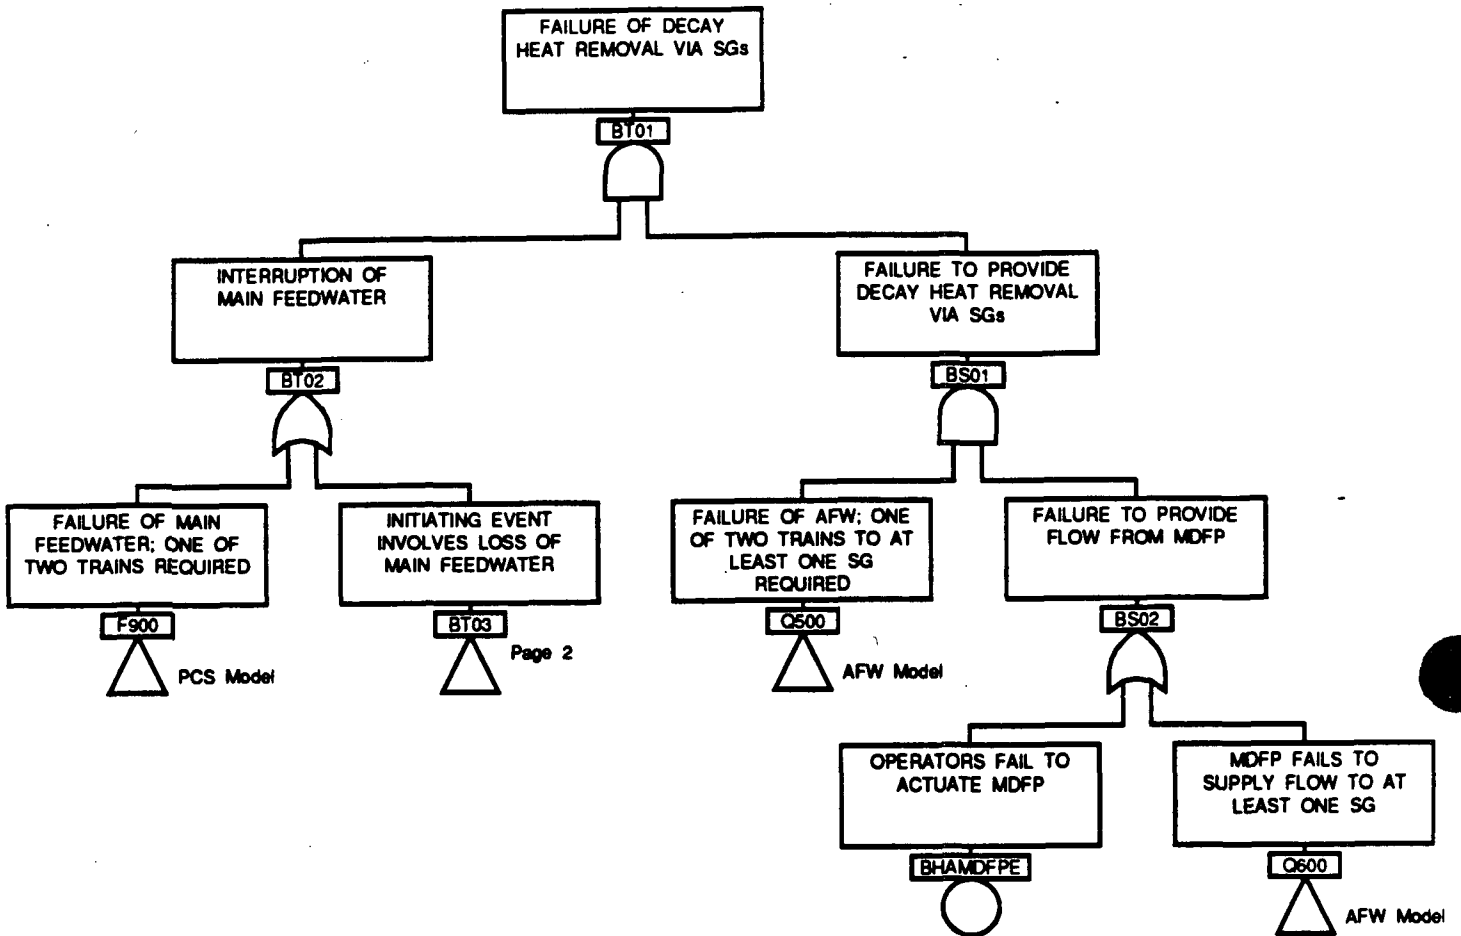 FAILURE OF DECAY
HEAT REMOVAL VIA SGs
BT01
INTERRUPTION OF
MAIN FEEDWATER
BT02
FAILURE TO PROVIDE
DECAY HEAT REMOVAL
VIA SGs
BS01
FAILURE OF MAIN
FEEDWATER; ONE OF
TWO TRAINS REQUIRED
F900
PCS Model
INITIATING EVENT
INVOLVES LOSS OF
MAIN FEEDWATER
BT03
Page 2
FAILURE OF AFW; ONE
OF TWO TRAINS TO AT
LEAST ONE SG
REQUIRED
Q500
AFW Model
FAILURE TO PROVIDE
FLOW FROM MDFP
BS02
OPERATORS FAIL TO
ACTUATE MDFP
BHAMDFPE
MDFP FAILS TO
SUPPLY FLOW TO AT
LEAST ONE SG
Q600
AFW Model